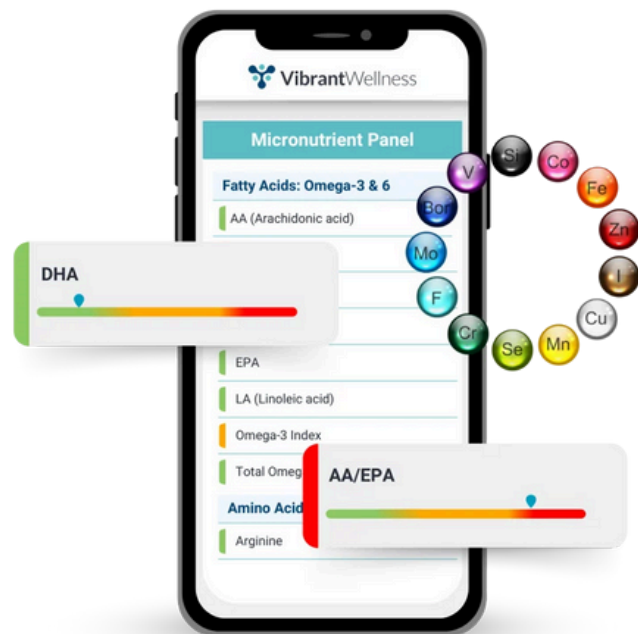 VibrantWellness
Micronutrient Panel
Fatty Acids: Omega-3 & 6
AA (Arachidonic acid)
DHA
EPA
LA (Linoleic acid)
Omega-3 Index
Total Omeg
AA/EPA
Amino Acid
Arginine
Si
Co
Fe
Zn
I
Cu
Mn
Se
Cr
F
Mo
Bor
V